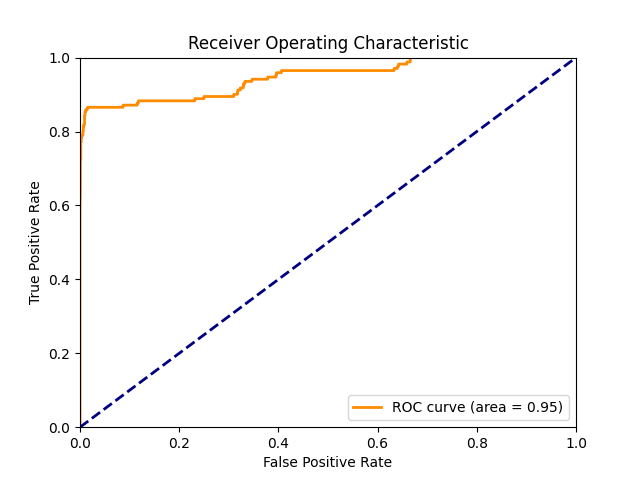 Receiver Operating Characteristic
1.0
0.8
0.6
0.4
0.2
0.0
True Positive Rate
ROC curve (area = 0.95)
0.0 0.2 0.4 0.6 0.8 1.0
False Positive Rate